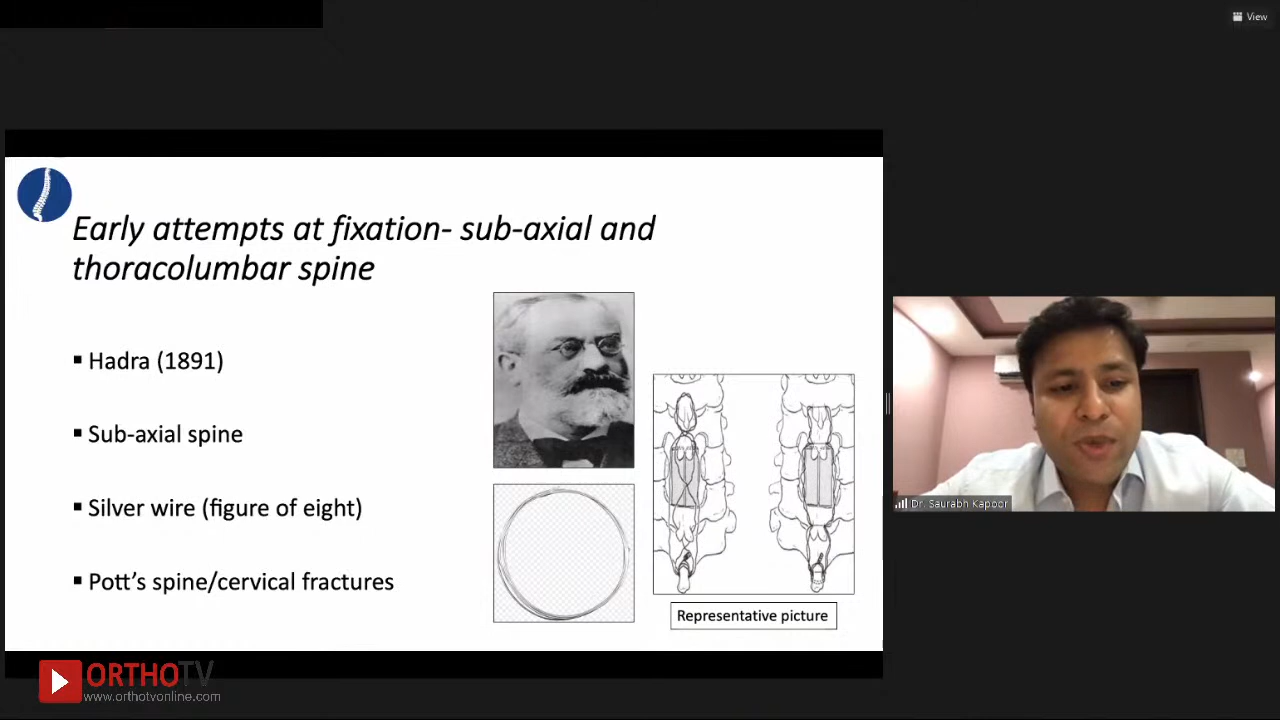 View
Early attempts at fixation- sub-axial and
thoracolumbar spine
▪ Hadra (1891)
▪ Sub-axial spine
▪ Silver wire (figure of eight)
▪ Pott's spine/cervical fractures
Representative picture
Dr. Saurabh Kapoor
ORTHOTV
www.orthotvonline.com